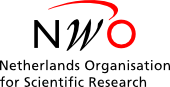 NWO
Netherlands Organisation
for Scientific Research